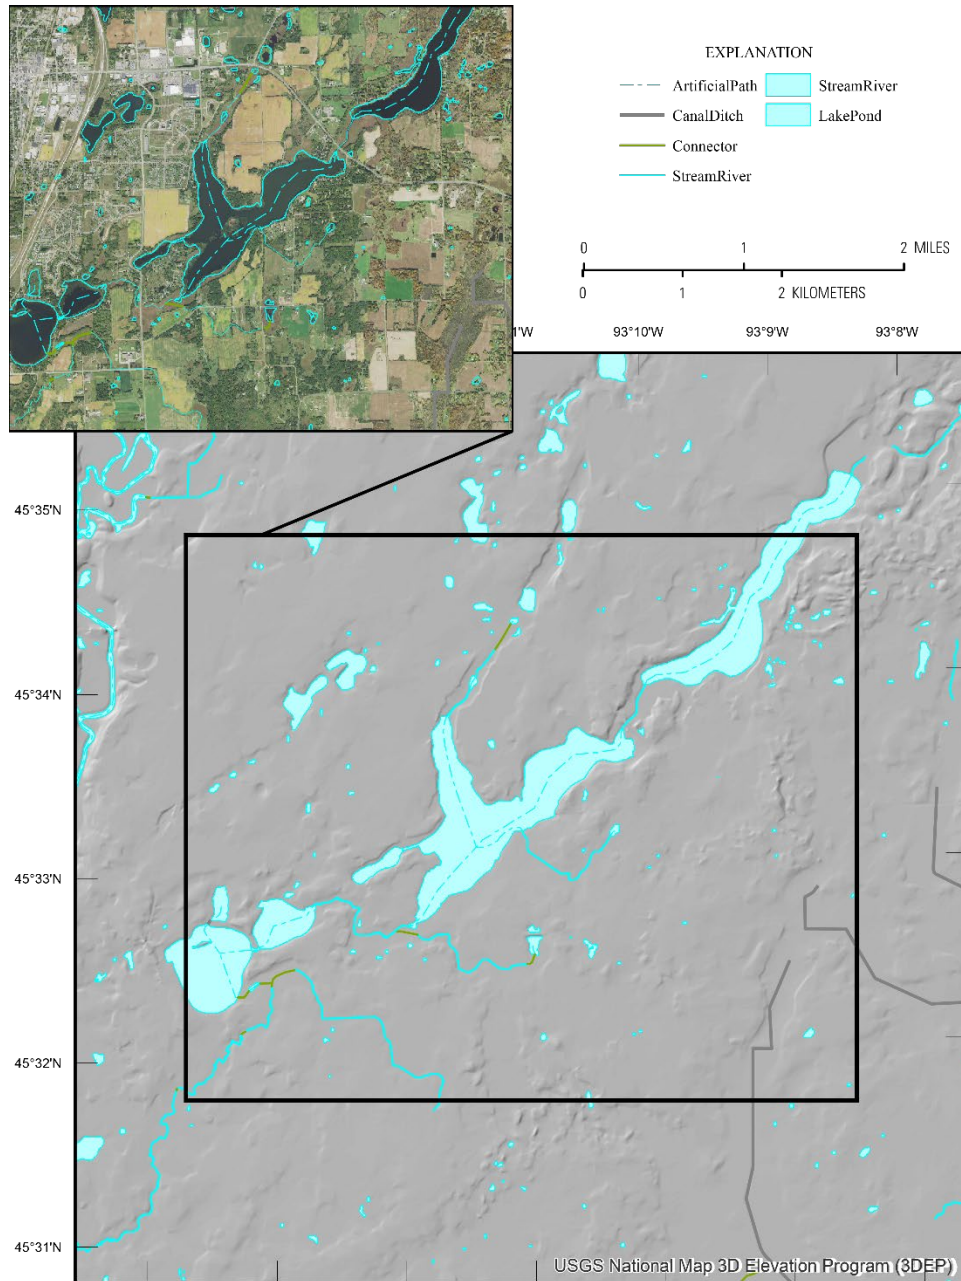 EXPLANATION
ArtificialPath StreamRiver
CanalDitch LakePond
Connector
StreamRiver
0 1 2 MILES
0 1 2 KILOMETERS
1'W 93°10'W 93°9'W 93°8'W
45°35'N
45°34'N
45°33'N
45°32'N
45°31'N
USGS National Map 3D Elevation Program (3DEP)